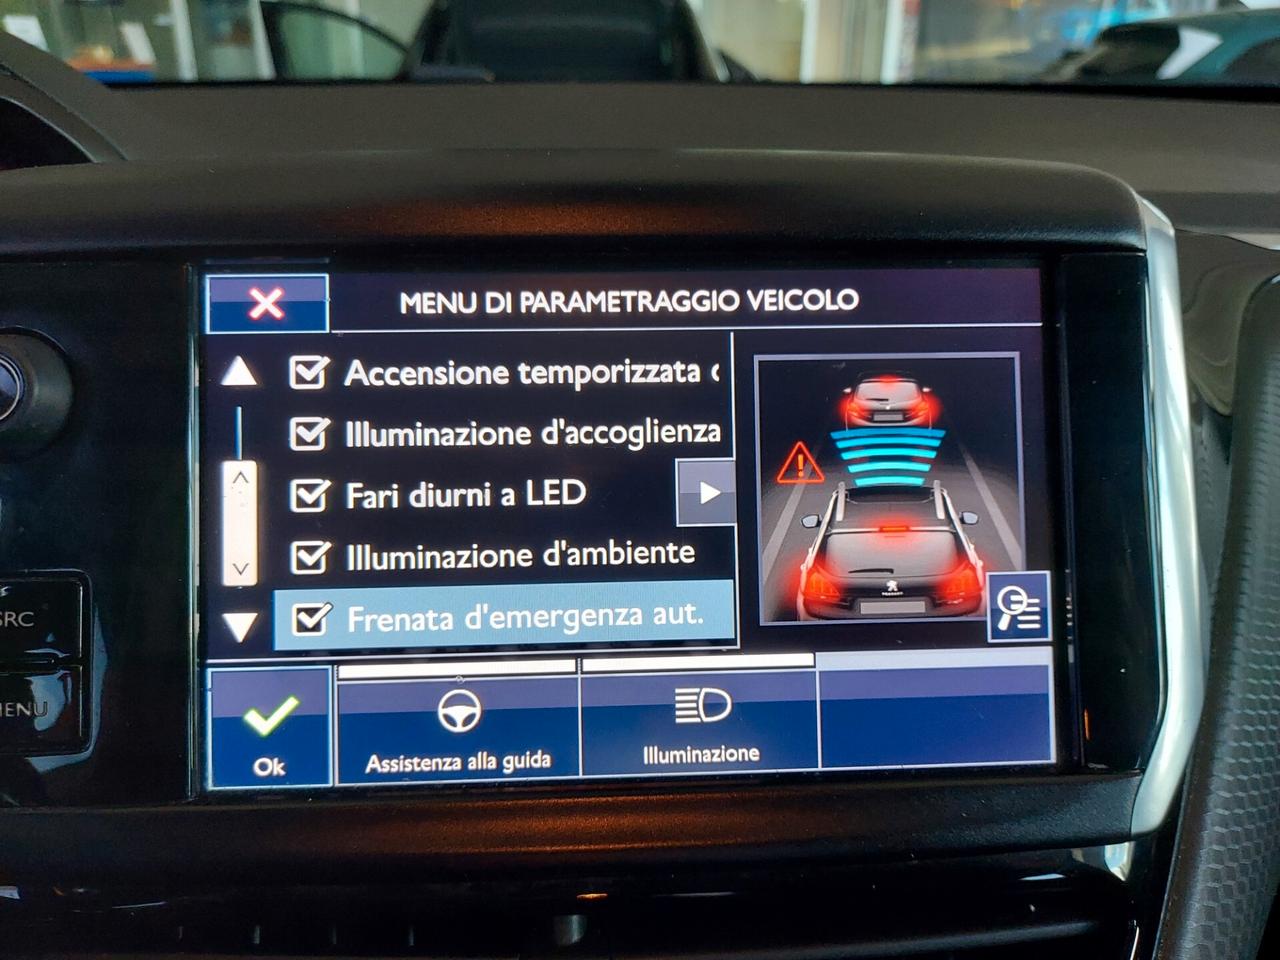 MENU DI PARAMETRAGGIO VEICOLO
Accensione temporizzata
Illuminazione d'accoglienza
Fari diurni a LED
Illuminazione d'ambiente
Frenata d'emergenza aut.
SRC
MENU
Ok
Assistenza alla guida
Illuminazione